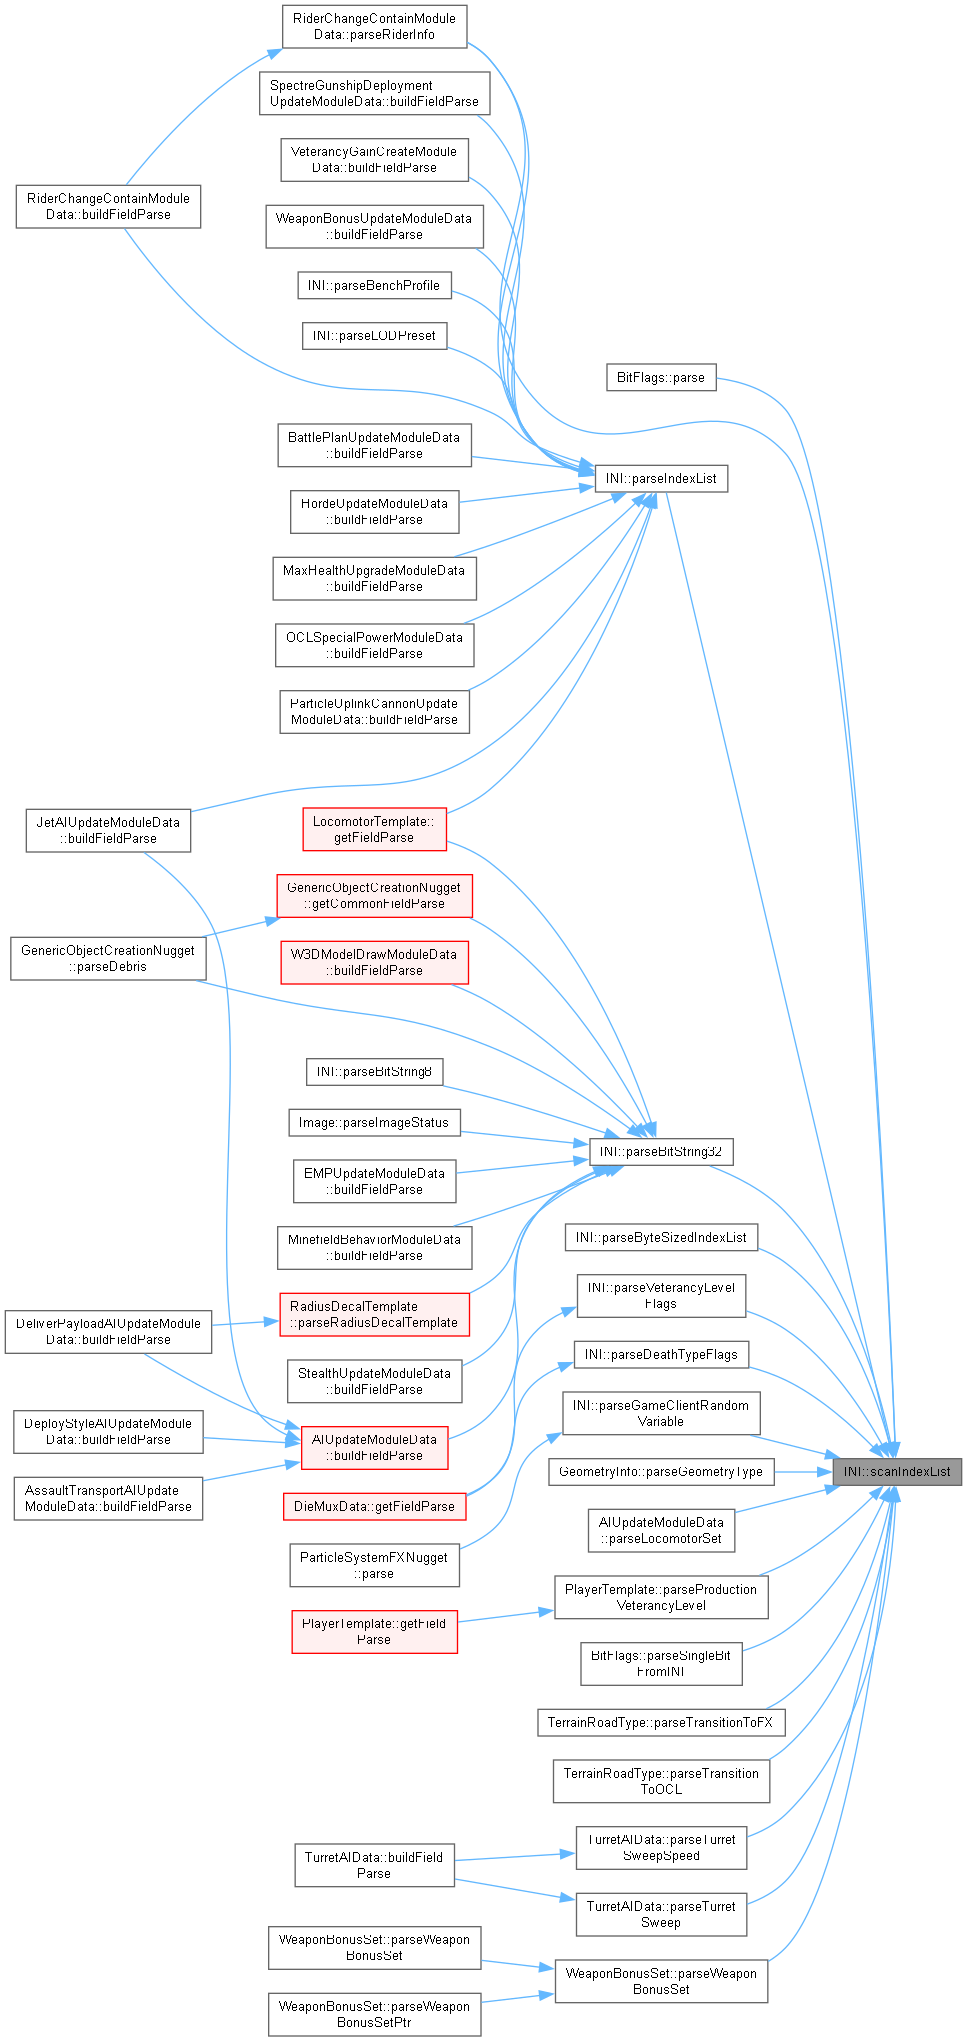 RiderChangeContainModule
Data::parseRiderInfo
SpectreGunshipDeployment
UpdateModuleData::buildFieldParse
VeterancyGainCreateModule
Data::buildFieldParse
RiderChangeContainModule
Data::buildFieldParse
WeaponBonusUpdateModuleData
::buildFieldParse
INI::parseBenchProfile
INI::parseLODPreset
BitFlags::parse
BattlePlanUpdateModuleData
::buildFieldParse
INI::parseIndexList
HordeUpdateModuleData
::buildFieldParse
MaxHealthUpgradeModuleData
::buildFieldParse
OCLSpecialPowerModuleData
::buildFieldParse
ParticleUplinkCannonUpdate
ModuleData::buildFieldParse
JetAIUpdateModuleData
::buildFieldParse
LocomotorTemplate::
getFieldParse
GenericObjectCreationNugget
::getCommonFieldParse
GenericObjectCreationNugget
::parseDebris
W3DModelDrawModuleData
::buildFieldParse
INI::parseBitString8
Image::parseImageStatus
INI::parseBitString32
EMPUpdateModuleData
::buildFieldParse
MinefieldBehaviorModuleData
::buildFieldParse
INI::parseByteSizedIndexList
INI::parseVeterancyLevel
Flags
RadiusDecalTemplate
::parseRadiusDecalTemplate
DeliverPayloadAIUpdateModule
Data::buildFieldParse
INI::parseDeathTypeFlags
StealthUpdateModuleData
::buildFieldParse
INI::parseGameClientRandom
Variable
DeployStyleAIUpdateModule
Data::buildFieldParse
AIUpdateModuleData
::buildFieldParse
GeometryInfo::parseGeometryType
INI::scanIndexList
AssaultTransportAIUpdate
ModuleData::buildFieldParse
DieMuxData::getFieldParse
AIUpdateModuleData
::parseLocomotorSet
ParticleSystemFXNugget
::parse
PlayerTemplate::parseProduction
VeterancyLevel
PlayerTemplate::getField
Parse
BitFlags::parseSingleBit
FromINI
TerrainRoadType::parseTransitionToFX
TerrainRoadType::parseTransition
ToOCL
TurretAIData::parseTurret
SweepSpeed
TurretAIData::buildField
Parse
TurretAIData::parseTurret
Sweep
WeaponBonusSet::parseWeapon
BonusSet
WeaponBonusSet::parseWeapon
BonusSet
WeaponBonusSet::parseWeapon
BonusSetPtr